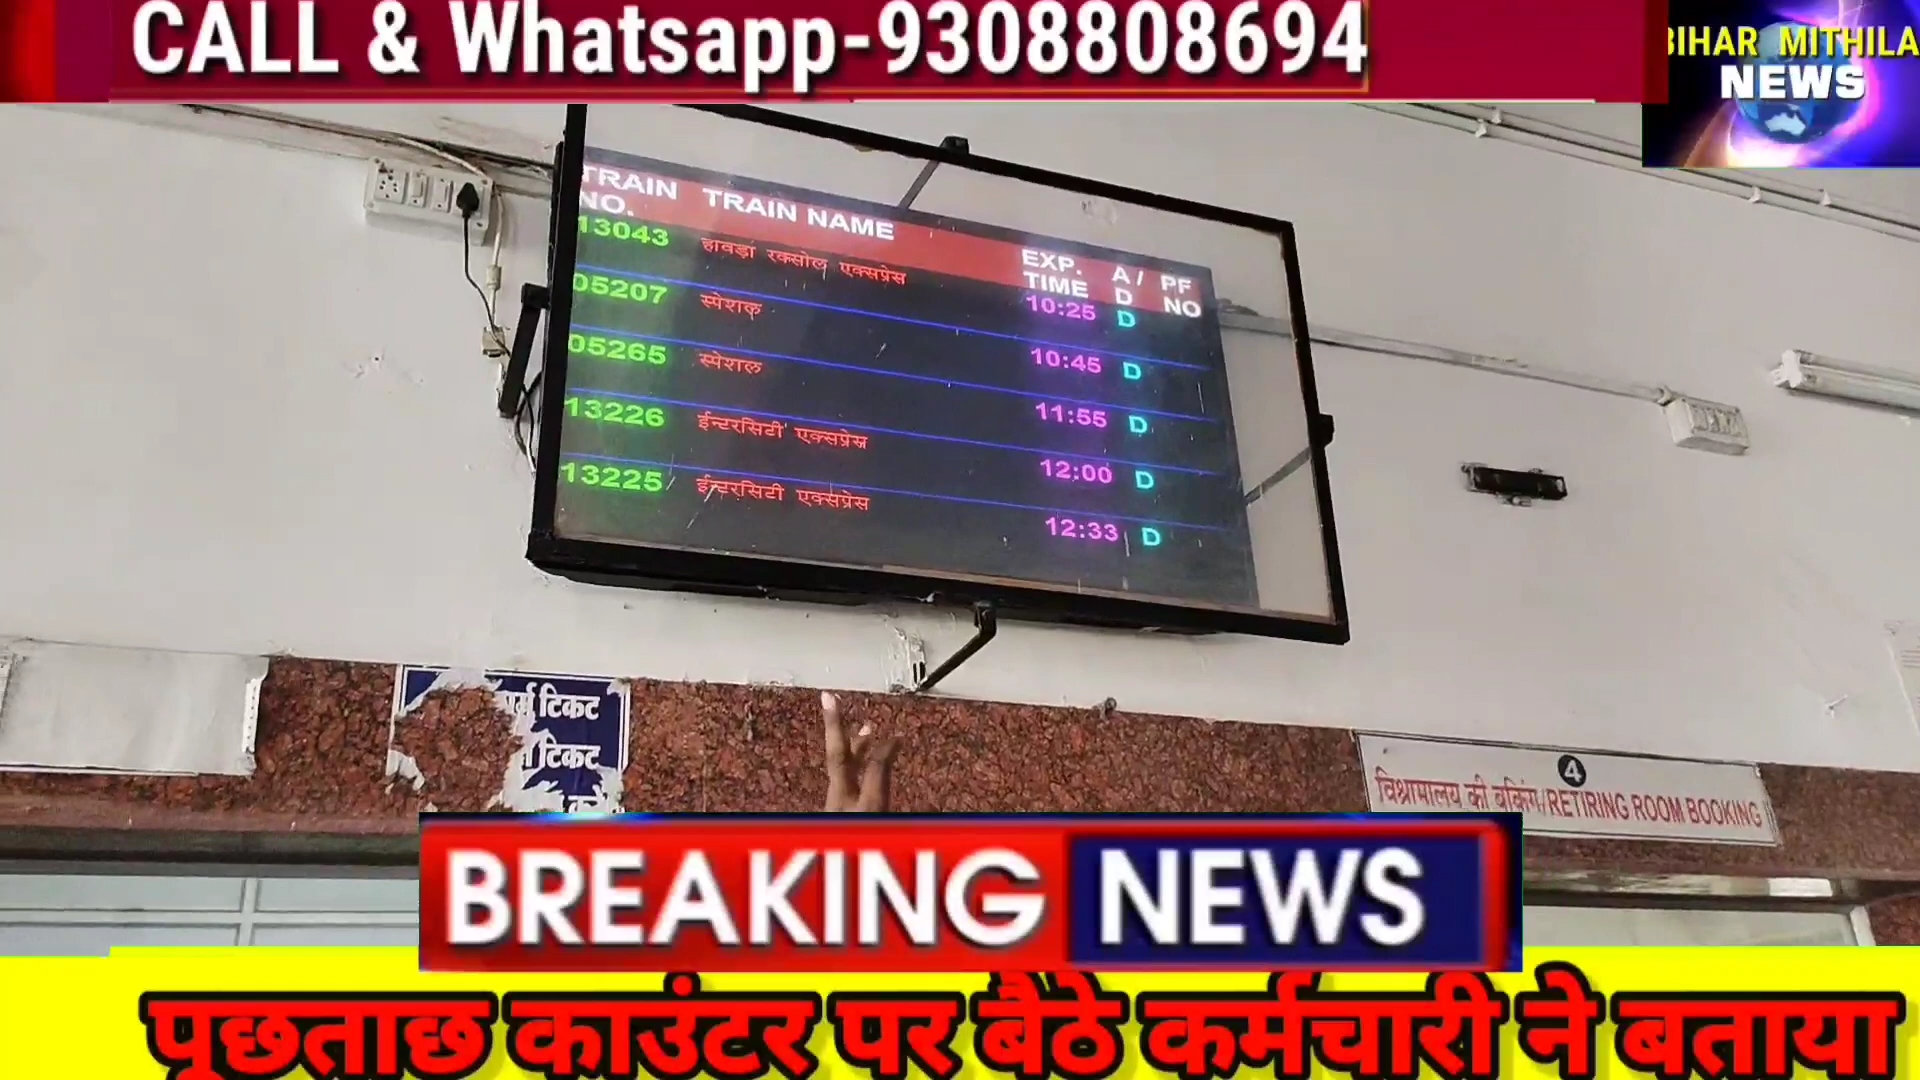 CALL & Whatsapp-9308808694
BIHAR MITHILA
NEWS
TRAIN NO. TRAIN NAME EXP. TIME A/D PF NO
13043 हावड़ा रक्सोल एक्सप्रेस 10:25 D
05207 स्पेशल 10:45 D
05265 स्पेशल 11:55 D
13226 ईन्टरसिटी एक्सप्रेस 12:00 D
13225 ईन्टरसिटी एक्सप्रेस 12:33 D
टिकट
टिकट
4
विश्रामालय की बुकिंग/RETIRING ROOM BOOKING
BREAKING NEWS
पूछताछ काउंटर पर बैठे कर्मचारी ने बताया